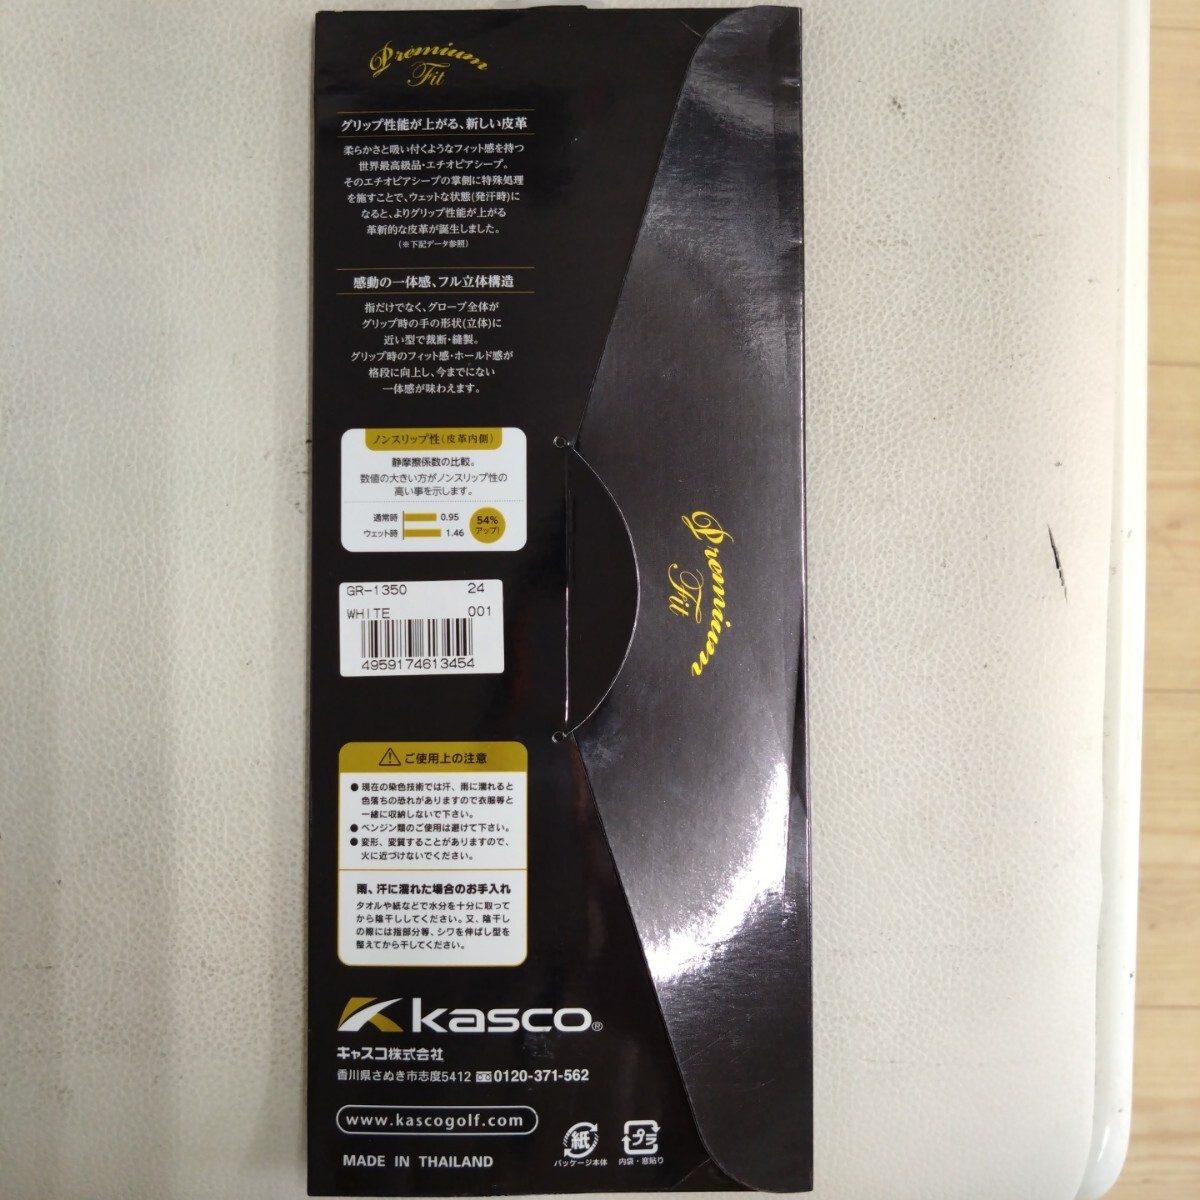 Premium
Fit
グリップ性能が上がる、新しい皮革
柔らかさと吸い付くようなフィット感を持つ
世界最高級品・エチオピアシープ。
そのエチオピアシープの掌側に特殊処理
を施すことで、ウェットな状態(発汗時)に
なると、よりグリップ性能が上がる
革新的な皮革が誕生しました。
(※下記データ参照)
感動の一体感、フル立体構造
指だけでなく、グローブ全体が
グリップ時の手の形状(立体)に
近い型で裁断・縫製。
グリップ時のフィット感・ホールド感が
格段に向上し、今までにない
一体感が味わえます。
ノンスリップ性(皮革内側)
静摩擦係数の比較。
数値の大きい方がノンスリップ性の
高い事を示します。
通常時 0.95
ウェット時 1.46
54%
アップ!
GR-1350 24
WHITE 001
4959174613454
Premium
Fit
ご使用上の注意
●現在の染色技術では汗、雨に濡れると
色落ちの恐れがありますので衣服等と
一緒に収納しないで下さい。
●ベンジン類のご使用は避けて下さい。
●変形、変質することがありますので、
火に近づけないでください。
雨、汗に濡れた場合のお手入れ
タオルや紙などで水分を十分に取って
から陰干ししてください。又、陰干し
の際には指部分等、シワを伸ばし型を
整えてから干してください。
kasco®
キャスコ株式会社
香川県さぬき市志度5412 0120-371-562
www.kascogolf.com
MADE IN THAILAND
紙
パッケージ本体
プラ
内袋・窓貼り